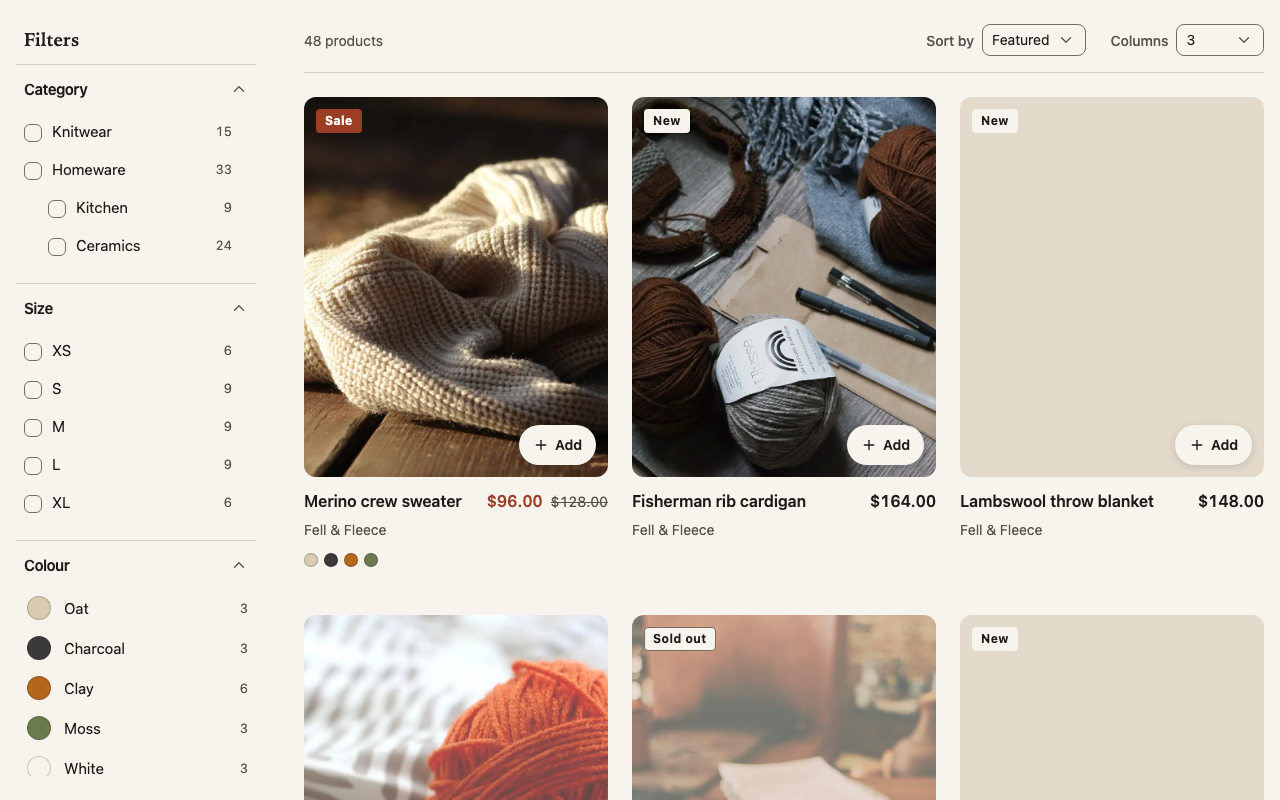 Filters
Category
Knitwear 15
Homeware 33
Kitchen 9
Ceramics 24
Size
XS 6
S 9
M 9
L 9
XL 6
Colour
Oat 3
Charcoal 3
Clay 6
Moss 3
White 3
48 products
Sort by Featured Columns 3
Sale
Add
Merino crew sweater $96.00 $128.00
Fell & Fleece
New
Add
Fisherman rib cardigan $164.00
Fell & Fleece
New
Add
Lambswool throw blanket $148.00
Fell & Fleece
Sold out
New